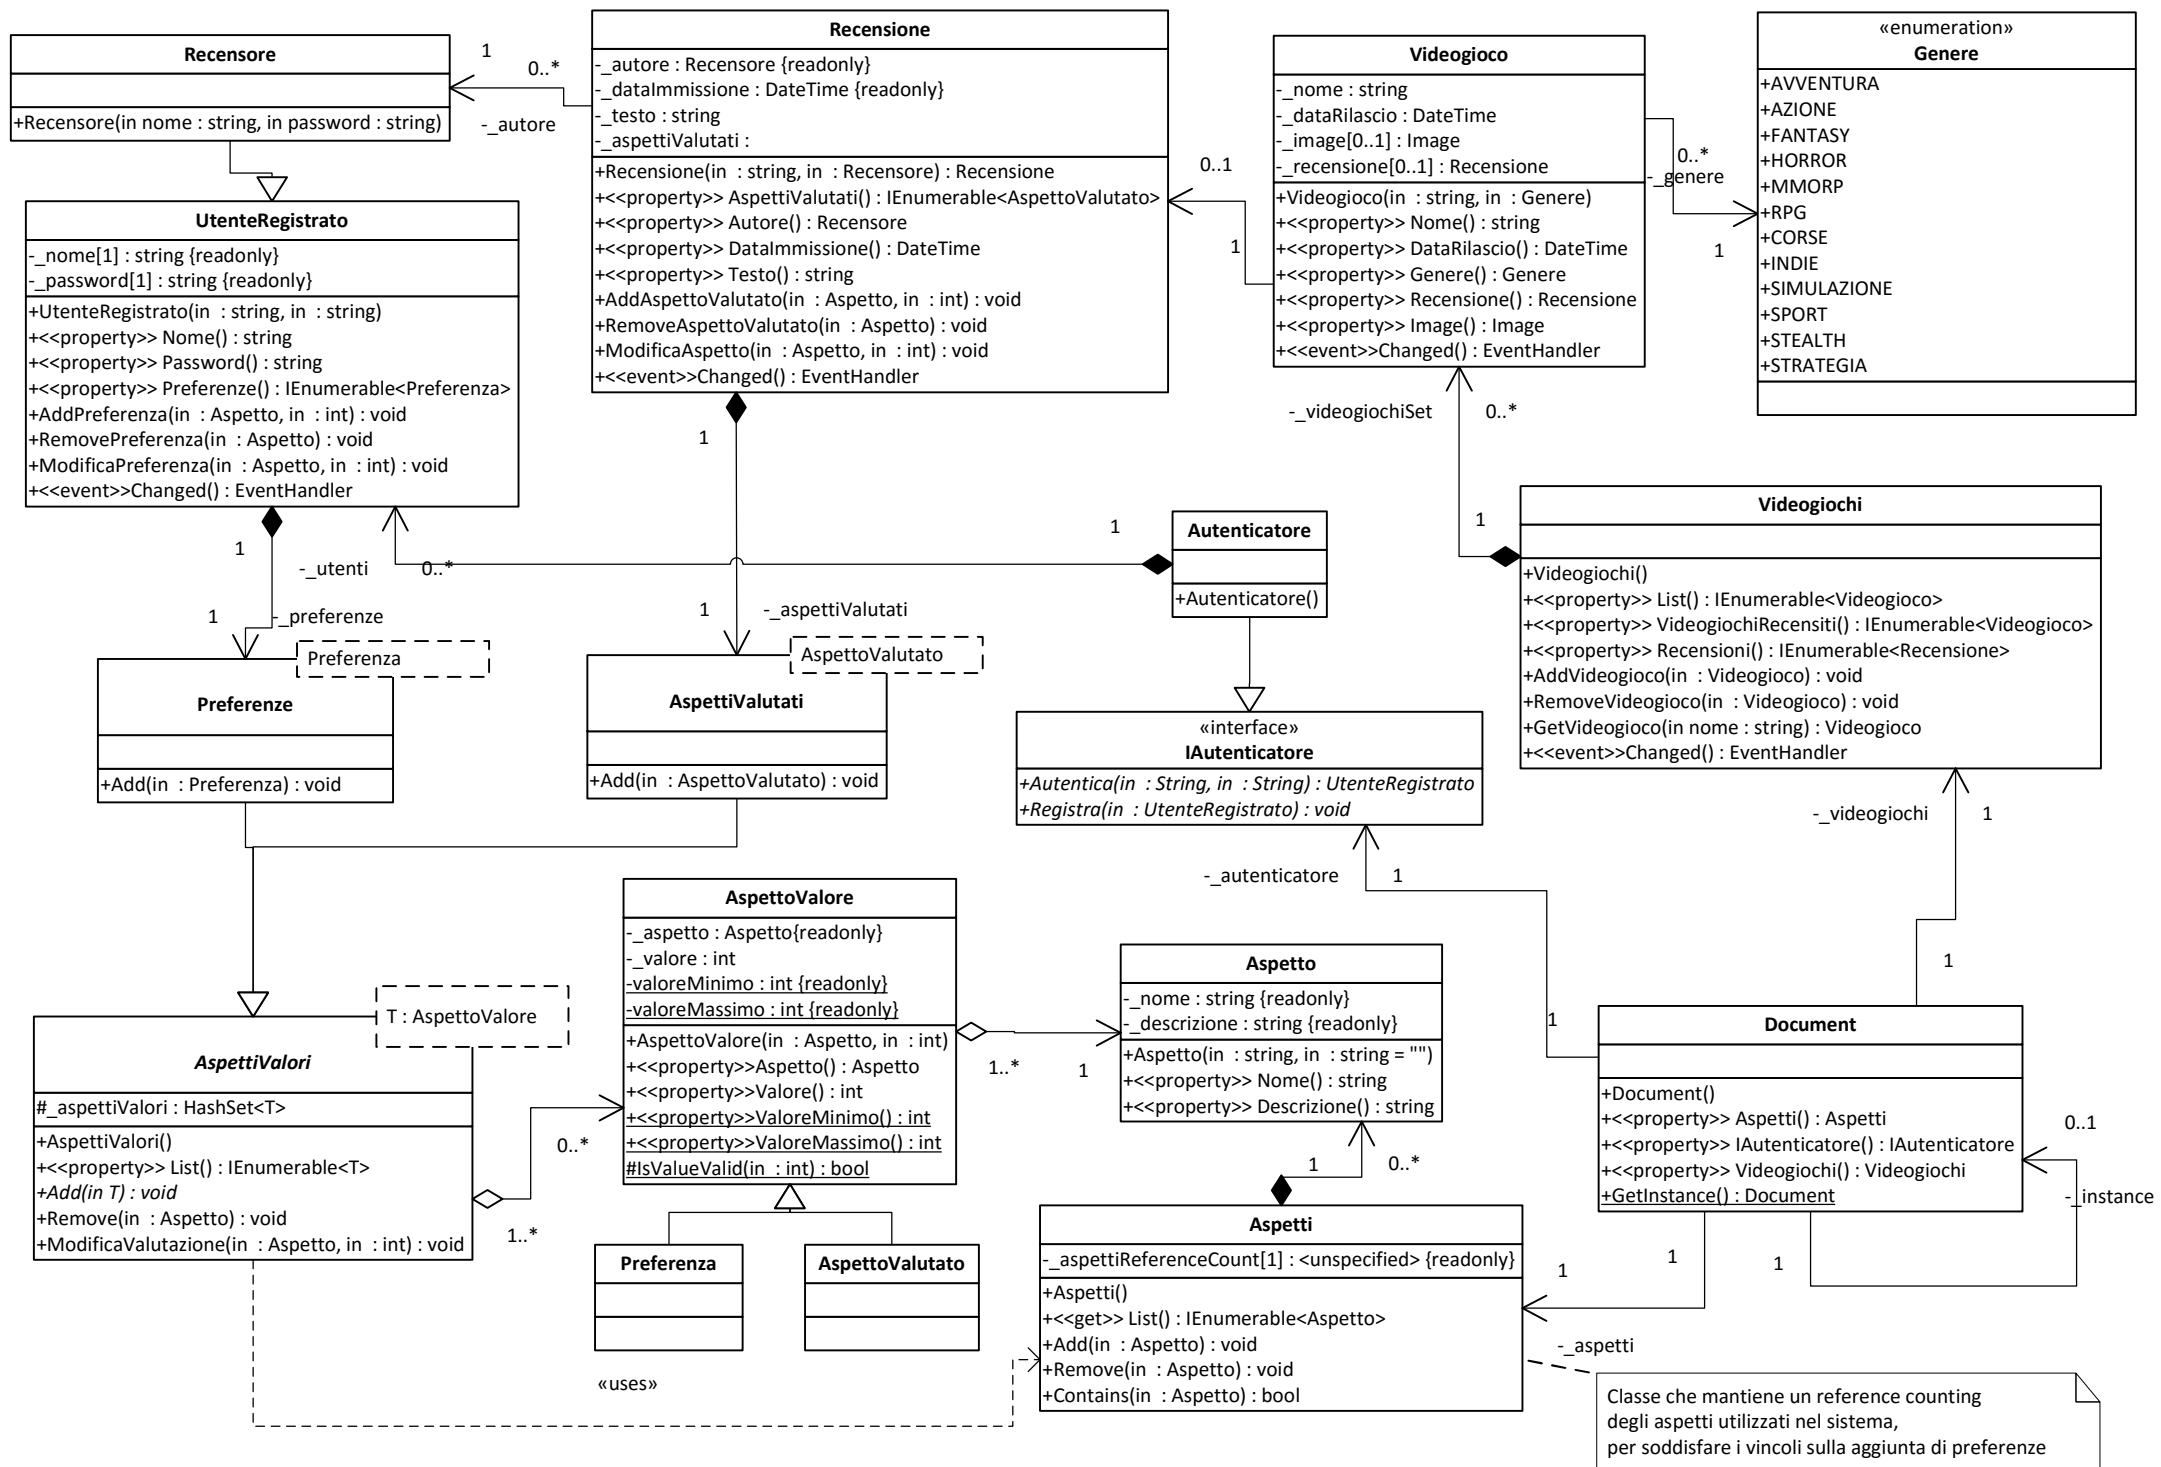 Recensore
+Recensore(in nome : string, in password : string)
1
0..*
-_autore
Recensione
-_autore : Recensore {readonly}
-_dataImmissione : DateTime {readonly}
-_testo : string
-_aspettiValutati :
+Recensione(in : string, in : Recensore) : Recensione
+<<property>> AspettiValutati() : IEnumerable<AspettoValutato>
+<<property>> Autore() : Recensore
+<<property>> DataImmissione() : DateTime
+<<property>> Testo() : string
+AddAspettoValutato(in : Aspetto, in : int) : void
+RemoveAspettoValutato(in : Aspetto) : void
+ModificaAspetto(in : Aspetto, in : int) : void
+<<event>>Changed() : EventHandler
0..1
1
Videogioco
-_nome : string
-_dataRilascio : DateTime
-_image[0..1] : Image
-_recensione[0..1] : Recensione
+Videogioco(in : string, in : Genere)
+<<property>> Nome() : string
+<<property>> DataRilascio() : DateTime
+<<property>> Genere() : Genere
+<<property>> Recensione() : Recensione
+<<property>> Image() : Image
+<<event>>Changed() : EventHandler
0..*
-_genere
1
«enumeration»
Genere
+AVVENTURA
+AZIONE
+FANTASY
+HORROR
+MMORP
+RPG
+CORSE
+INDIE
+SIMULAZIONE
+SPORT
+STEALTH
+STRATEGIA
UtenteRegistrato
-_nome[1] : string {readonly}
-_password[1] : string {readonly}
+UtenteRegistrato(in : string, in : string)
+<<property>> Nome() : string
+<<property>> Password() : string
+<<property>> Preferenze() : IEnumerable<Preferenza>
+AddPreferenza(in : Aspetto, in : int) : void
+RemovePreferenza(in : Aspetto) : void
+ModificaPreferenza(in : Aspetto, in : int) : void
+<<event>>Changed() : EventHandler
1
-_utenti
0..*
1
-_preferenze
1
1
-_aspettiValutati
1
Autenticatore
+Autenticatore()
-_videogiochiSet
0..*
1
Videogiochi
+Videogiochi()
+<<property>> List() : IEnumerable<Videogioco>
+<<property>> VideogiochiRecensiti() : IEnumerable<Videogioco>
+<<property>> Recensioni() : IEnumerable<Recensione>
+AddVideogioco(in : Videogioco) : void
+RemoveVideogioco(in : Videogioco) : void
+GetVideogioco(in nome : string) : Videogioco
+<<event>>Changed() : EventHandler
Preferenza
Preferenze
+Add(in : Preferenza) : void
AspettoValutato
AspettiValutati
+Add(in : AspettoValutato) : void
«interface»
IAutenticatore
+Autentica(in : String, in : String) : UtenteRegistrato
+Registra(in : UtenteRegistrato) : void
-_autenticatore
1
1
-_videogiochi
1
1
T : AspettoValore
AspettiValori
#_aspettiValori : HashSet<T>
+AspettiValori()
+<<property>> List() : IEnumerable<T>
+Add(in T) : void
+Remove(in : Aspetto) : void
+ModificaValutazione(in : Aspetto, in : int) : void
0..*
1..*
AspettoValore
-_aspetto : Aspetto{readonly}
-_valore : int
-valoreMinimo : int {readonly}
-valoreMassimo : int {readonly}
+AspettoValore(in : Aspetto, in : int)
+<<property>>Aspetto() : Aspetto
+<<property>>Valore() : int
+<<property>>ValoreMinimo() : int
+<<property>>ValoreMassimo() : int
#IsValueValid(in : int) : bool
1..*
1
Aspetto
-_nome : string {readonly}
-_descrizione : string {readonly}
+Aspetto(in : string, in : string = "")
+<<property>> Nome() : string
+<<property>> Descrizione() : string
1
0..*
Document
+Document()
+<<property>> Aspetti() : Aspetti
+<<property>> IAutenticatore() : IAutenticatore
+<<property>> Videogiochi() : Videogiochi
+GetInstance() : Document
0..1
-_instance
1
1
1
-_aspetti
Preferenza
AspettoValutato
«uses»
Aspetti
-_aspettiReferenceCount[1] : <unspecified> {readonly}
+Aspetti()
+<<get>> List() : IEnumerable<Aspetto>
+Add(in : Aspetto) : void
+Remove(in : Aspetto) : void
+Contains(in : Aspetto) : bool
Classe che mantiene un reference counting
degli aspetti utilizzati nel sistema,
per soddisfare i vincoli sulla aggiunta di preferenze